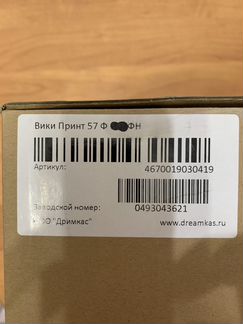 Вики Принт 57 Ф ФН
Артикул: 4670019030419
Заводской номер: 0493043621
ООО "Дримкас" www.dreamkas.ru